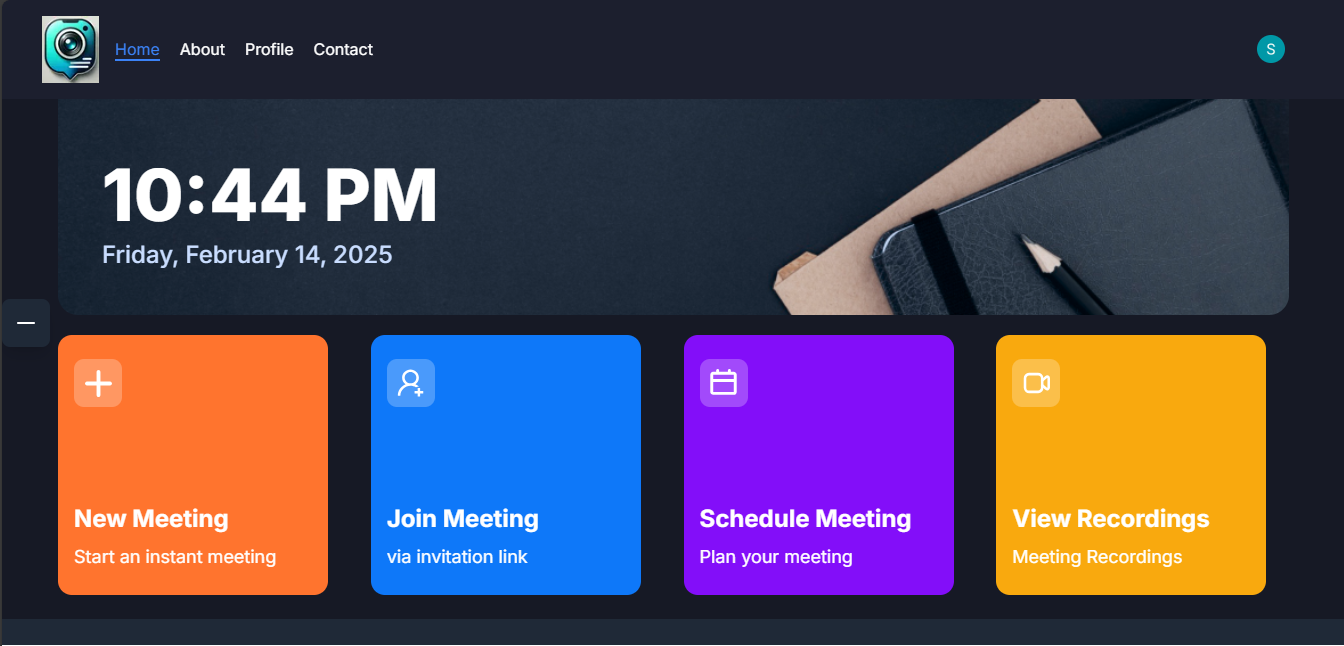 Home About Profile Contact
S
10:44 PM
Friday, February 14, 2025
New Meeting
Start an instant meeting
Join Meeting
via invitation link
Schedule Meeting
Plan your meeting
View Recordings
Meeting Recordings